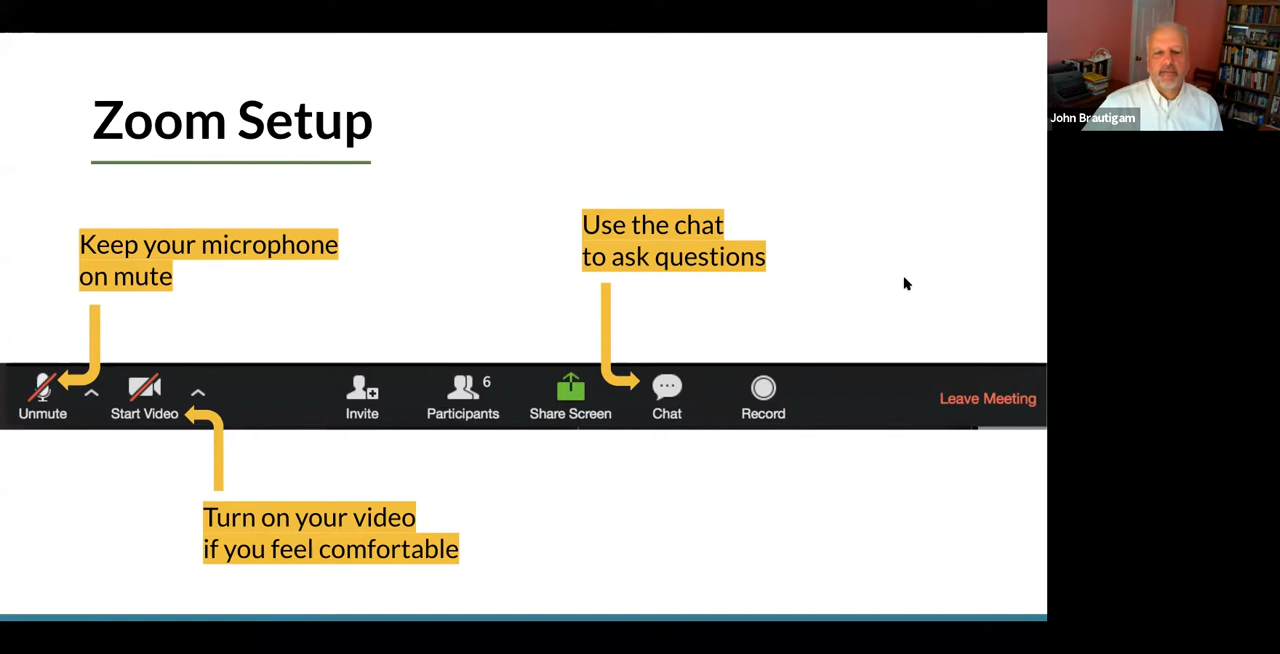 Zoom Setup
John Brautigam
Keep your microphone
on mute
Use the chat
to ask questions
6
Unmute
Start Video
Invite
Participants
Share Screen
Chat
Record
Leave Meeting
Turn on your video
if you feel comfortable